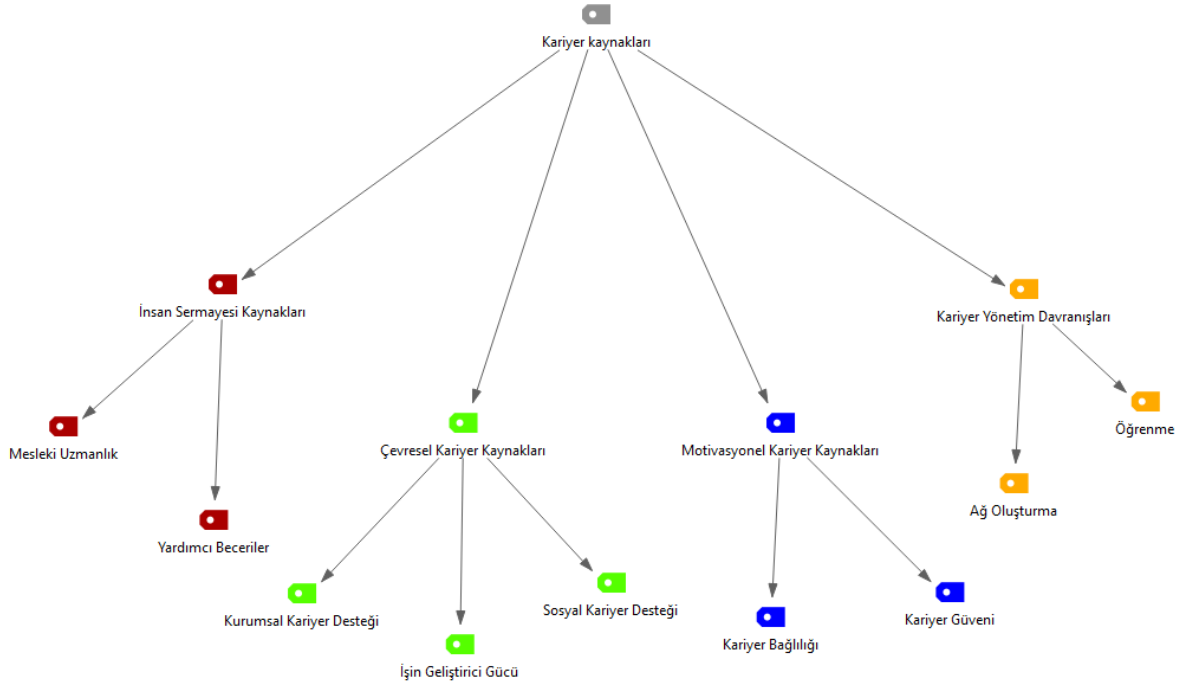 Kariyer kaynakları
İnsan Sermayesi Kaynakları
Kariyer Yönetim Davranışları
Mesleki Uzmanlık
Çevresel Kariyer Kaynakları
Motivasyonel Kariyer Kaynakları
Öğrenme
Yardımcı Beceriler
Ağ Oluşturma
Kurumsal Kariyer Desteği
Sosyal Kariyer Desteği
Kariyer Bağlılığı
Kariyer Güveni
İşin Geliştirici Gücü